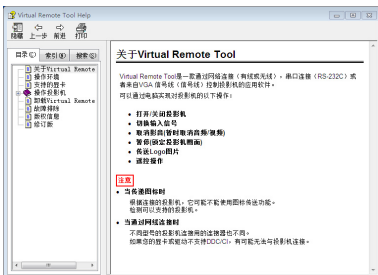 Virtual Remote Tool Help
隐藏 上一步 前进 打印
目录(C) 索引(N) 搜索(S)
关于Virtual Remote
操作环境
支持的显卡
操作投影机
卸载Virtual Remote
故障排除
版权信息
修订版
关于Virtual Remote Tool
Virtual Remote Tool是一款通过网络连接（有线或无线）、串口连接（RS-232C）或
者来自VGA 信号线（信号线）控制投影机的应用软件。
可以通过电脑实现对投影机的以下操作：
• 打开/关闭投影机
• 切换输入信号
• 取消影音(暂时取消音频/视频)
• 暂停(锁定投影机画面)
• 传送Logo图片
• 遥控操作
注意
• 当传递图标时
根据连接的投影机，它可能不能使用图标传送功能。
检测可以支持的投影机。
• 当通过网线连接时
不同型号的投影机连接用的连接器也不同。
如果您的显卡或驱动不支持DDC/CI，有可能无法与投影机连接。